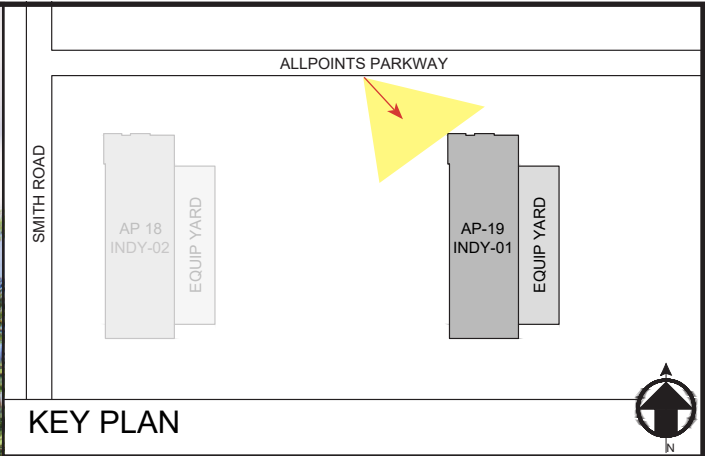 ALLPOINTS PARKWAY
SMITH ROAD
AP 18
INDY-02
EQUIP YARD
AP-19
INDY-01
EQUIP YARD
KEY PLAN
N